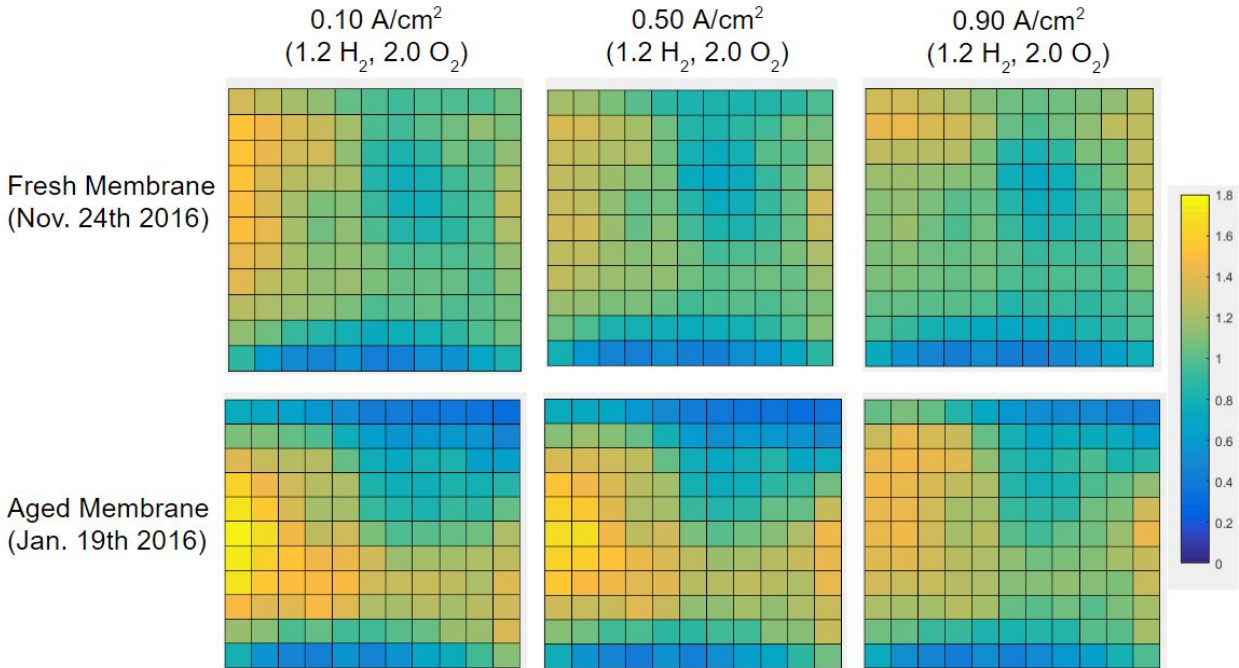 0.10 A/cm² 0.50 A/cm² 0.90 A/cm²
(1.2 H₂, 2.0 O₂) (1.2 H₂, 2.0 O₂) (1.2 H₂, 2.0 O₂)
Fresh Membrane
(Nov. 24th 2016)
Aged Membrane
(Jan. 19th 2016)
1.8
1.6
1.4
1.2
1
0.8
0.6
0.4
0.2
0